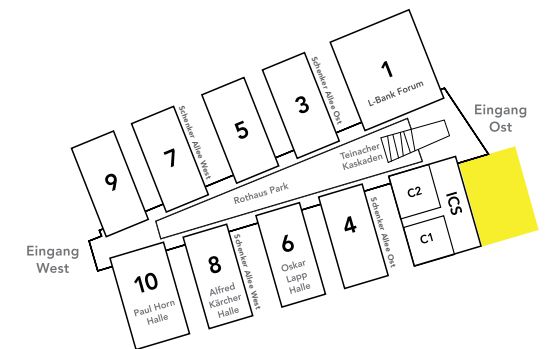 1
L-Bank Forum
3
Schenker Allee Ost
5
7
Schenker Allee West
9
Eingang
Ost
Teinacher
Kaskaden
Rothaus Park
Eingang
West
10
Paul Horn
Halle
8
Alfred
Kärcher
Halle
Schenker Allee West
6
Oskar
Lapp
Halle
4
Schenker Allee Ost
C2
C1
ICS